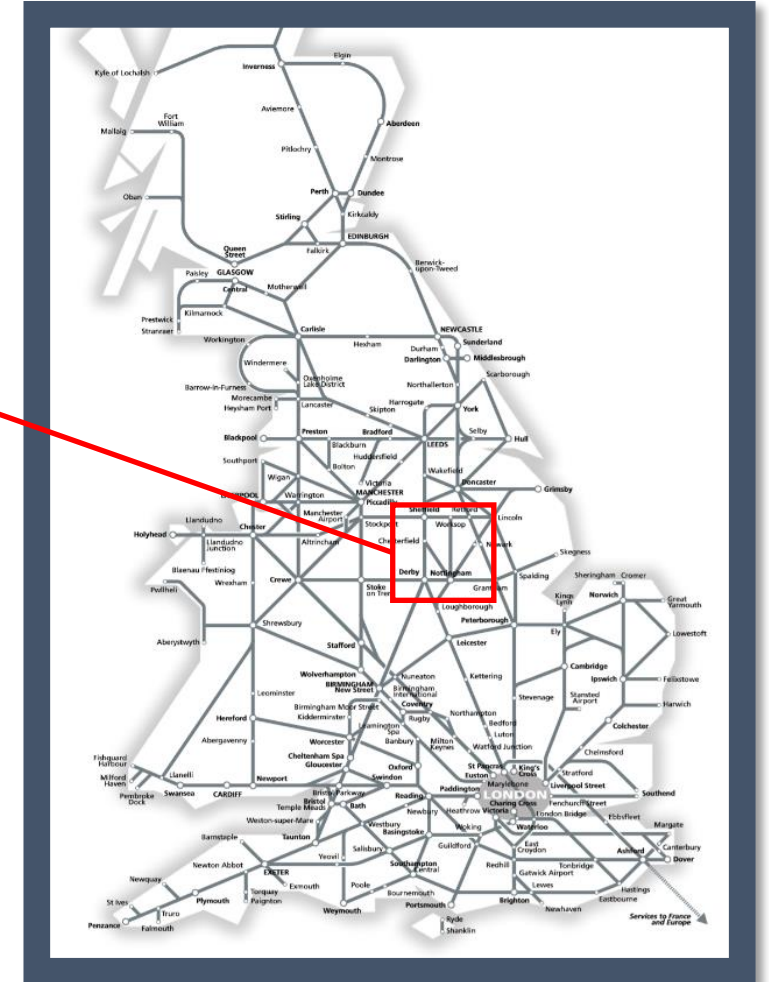 Elgin
Inverness
Kyle of Lochalsh
Aviemore
Fort
William
Mallaig
Aberdeen
Pitlochry
Montrose
Perth
Dundee
Oban
Kirkcaldy
Stirling
EDINBURGH
Queen
Street
Falkirk
Berwick-
upon-Tweed
Paisley
GLASGOW
Central
Motherwell
Prestwick
Kilmarnock
Stranraer
Carlisle
NEWCASTLE
Workington
Hexham
Sunderland
Durham
Darlington
Middlesbrough
Windermere
Scarborough
Oxenholme
Lake District
Barrow-in-Furness
Northallerton
Morecambe
Heysham Port
Lancaster
Harrogate
Skipton
York
Blackpool
Preston
Bradford
Selby
Blackburn
LEEDS
Hull
Southport
Huddersfield
Bolton
Wakefield
Wigan
Victoria
Doncaster
LIVERPOOL
Warrington
MANCHESTER
Piccadilly
Grimsby
Manchester
Airport
Sheffield
Retford
Llandudno
Stockport
Worksop
Lincoln
Holyhead
Chester
Llandudno
Junction
Altrincham
Chesterfield
Newark
Skegness
Blaenau Ffestiniog
Derby
Nottingham
Pwllheli
Wrexham
Crewe
Stoke
on Trent
Grantham
Spalding
Sheringham
Cromer
Loughborough
Kings
Lynn
Norwich
Great
Yarmouth
Shrewsbury
Peterborough
Aberystwyth
Stafford
Leicester
Ely
Lowestoft
Wolverhampton
Nuneaton
Kettering
Cambridge
BIRMINGHAM
New Street
Birmingham
International
Ipswich
Felixstowe
Leominster
Birmingham Moor Street
Coventry
Stevenage
Stansted
Airport
Harwich
Kidderminster
Rugby
Northampton
Hereford
Leamington
Spa
Bedford
Colchester
Abergavenny
Worcester
Banbury
Milton
Keynes
Luton
Watford Junction
Chelmsford
Fishguard
Harbour
Cheltenham Spa
Gloucester
Oxford
St Pancras
Euston
King's
Cross
Stratford
Milford
Haven
Llanelli
Newport
Swindon
Marylebone
Liverpool Street
Pembroke
Dock
Swansea
CARDIFF
Bristol Parkway
Reading
Paddington
LONDON
Southend
Bristol
Temple Meads
Bath
Newbury
Heathrow
Victoria
Charing Cross
Fenchurch Street
London Bridge
Ebbsfleet
Weston-super-Mare
Westbury
Basingstoke
Woking
Waterloo
Margate
Barnstaple
Taunton
Salisbury
Guildford
East
Croydon
Ashford
Canterbury
Newton Abbot
Yeovil
Southampton
Central
Redhill
Tonbridge
Dover
EXETER
Gatwick Airport
Newquay
Exmouth
Poole
Lewes
Hastings
St Ives
Plymouth
Torquay
Paignton
Bournemouth
Eastbourne
Truro
Weymouth
Portsmouth
Brighton
Newhaven
Penzance
Falmouth
Ryde
Shanklin
Services to France
and Europe